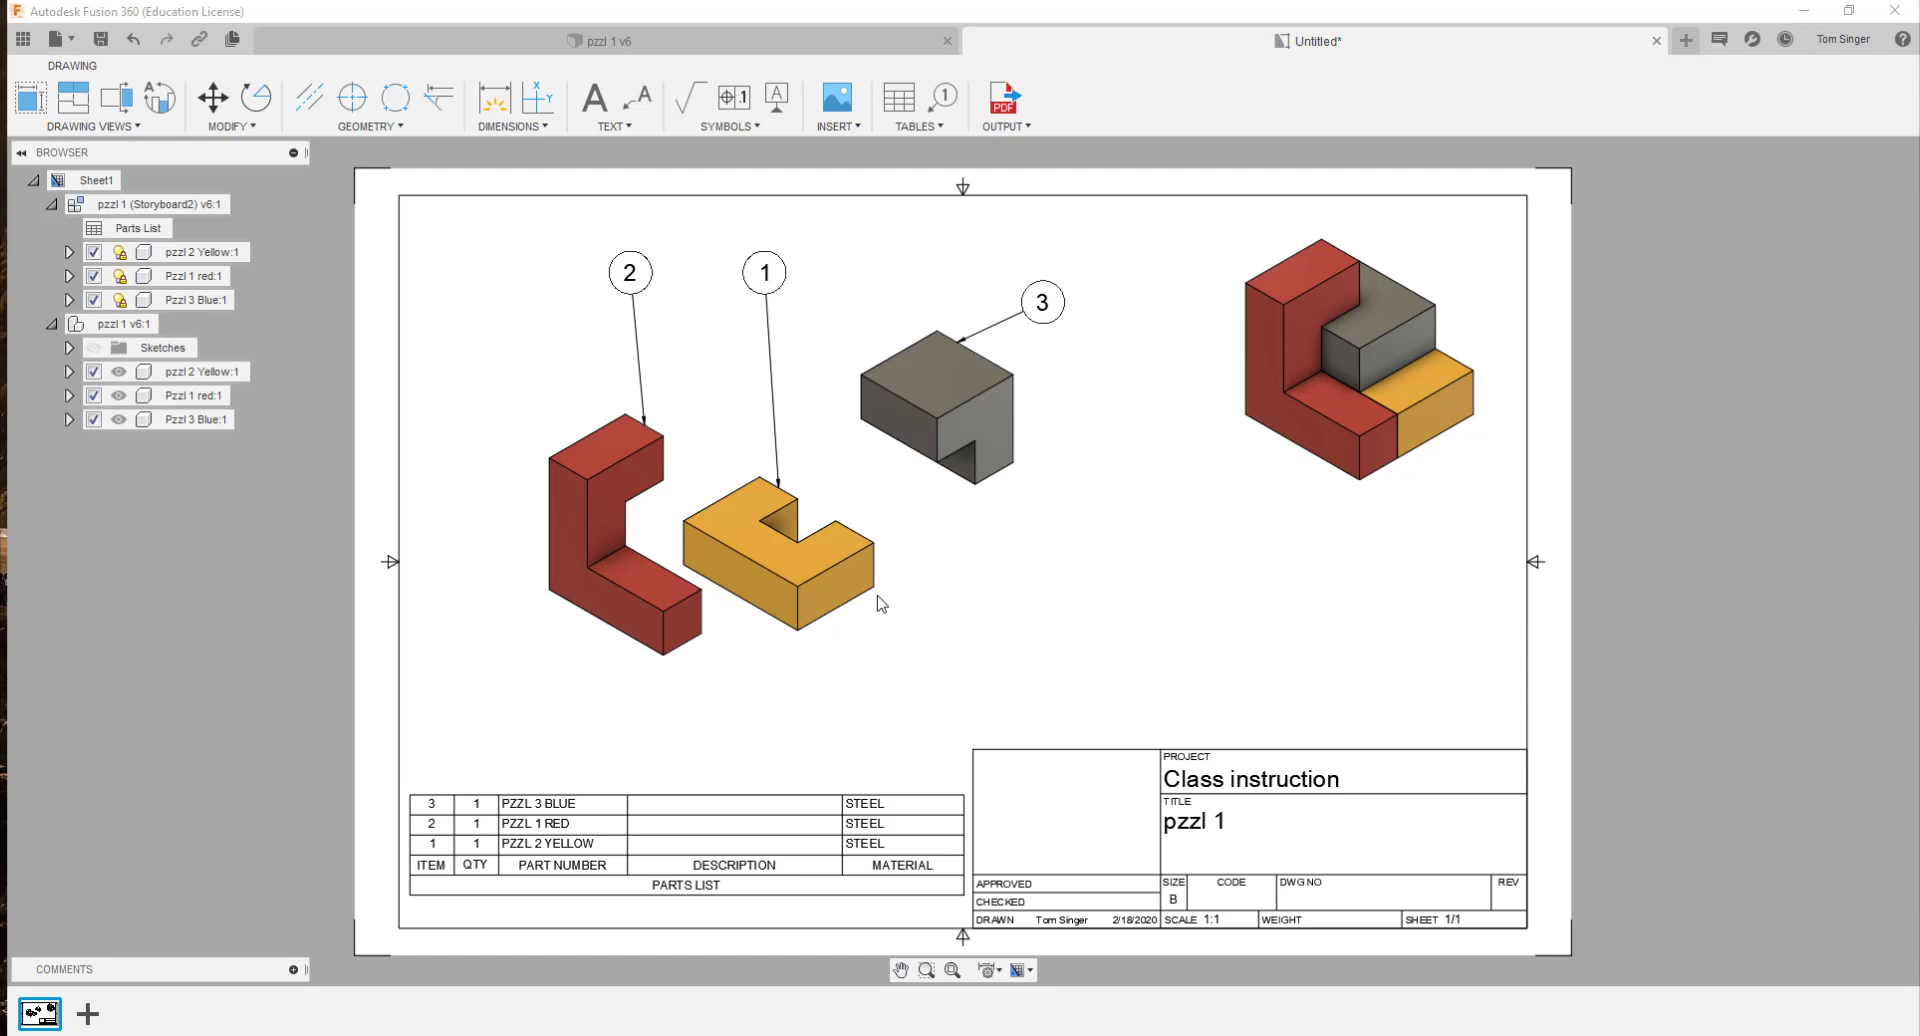 Autodesk Fusion 360 (Education License)
pzzl 1 v6
Untitled*
Tom Singer
DRAWING
DRAWING VIEWS
MODIFY
GEOMETRY
DIMENSIONS
TEXT
SYMBOLS
INSERT
TABLES
OUTPUT
BROWSER
Sheet1
pzzl 1 (Storyboard2) v6:1
Parts List
pzzl 2 Yellow:1
Pzzl 1 red:1
Pzzl 3 Blue:1
pzzl 1 v6:1
Sketches
pzzl 2 Yellow:1
Pzzl 1 red:1
Pzzl 3 Blue:1
2
1
3
3 1 PZZL 3 BLUE STEEL
2 1 PZZL 1 RED STEEL
1 1 PZZL 2 YELLOW STEEL
ITEM QTY PART NUMBER DESCRIPTION MATERIAL
PARTS LIST
PROJECT
Class instruction
TITLE
pzzl 1
APPROVED
CHECKED
DRAWN Tom Singer 2/18/2020
SIZE CODE DWG NO REV
B
SCALE 1:1 WEIGHT SHEET 1/1
COMMENTS